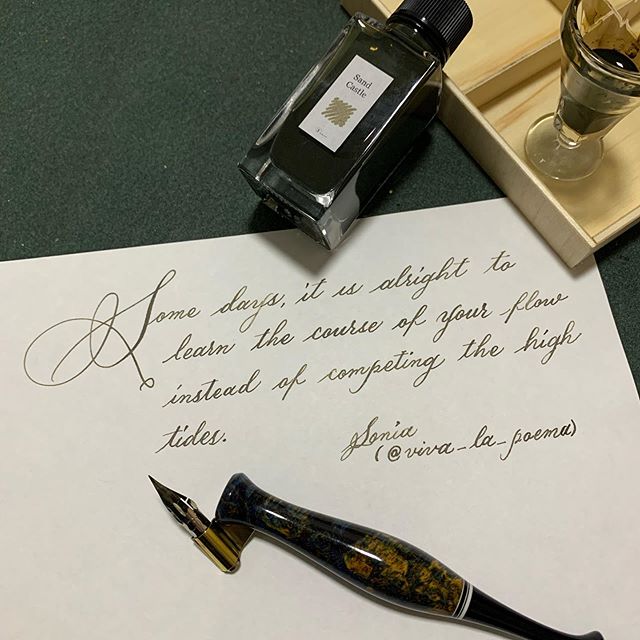 Sand
Castle
Some days, it is alright to
learn the course of your flow
instead of competing the high
tides.
Sonia
(@viva_la_poema)